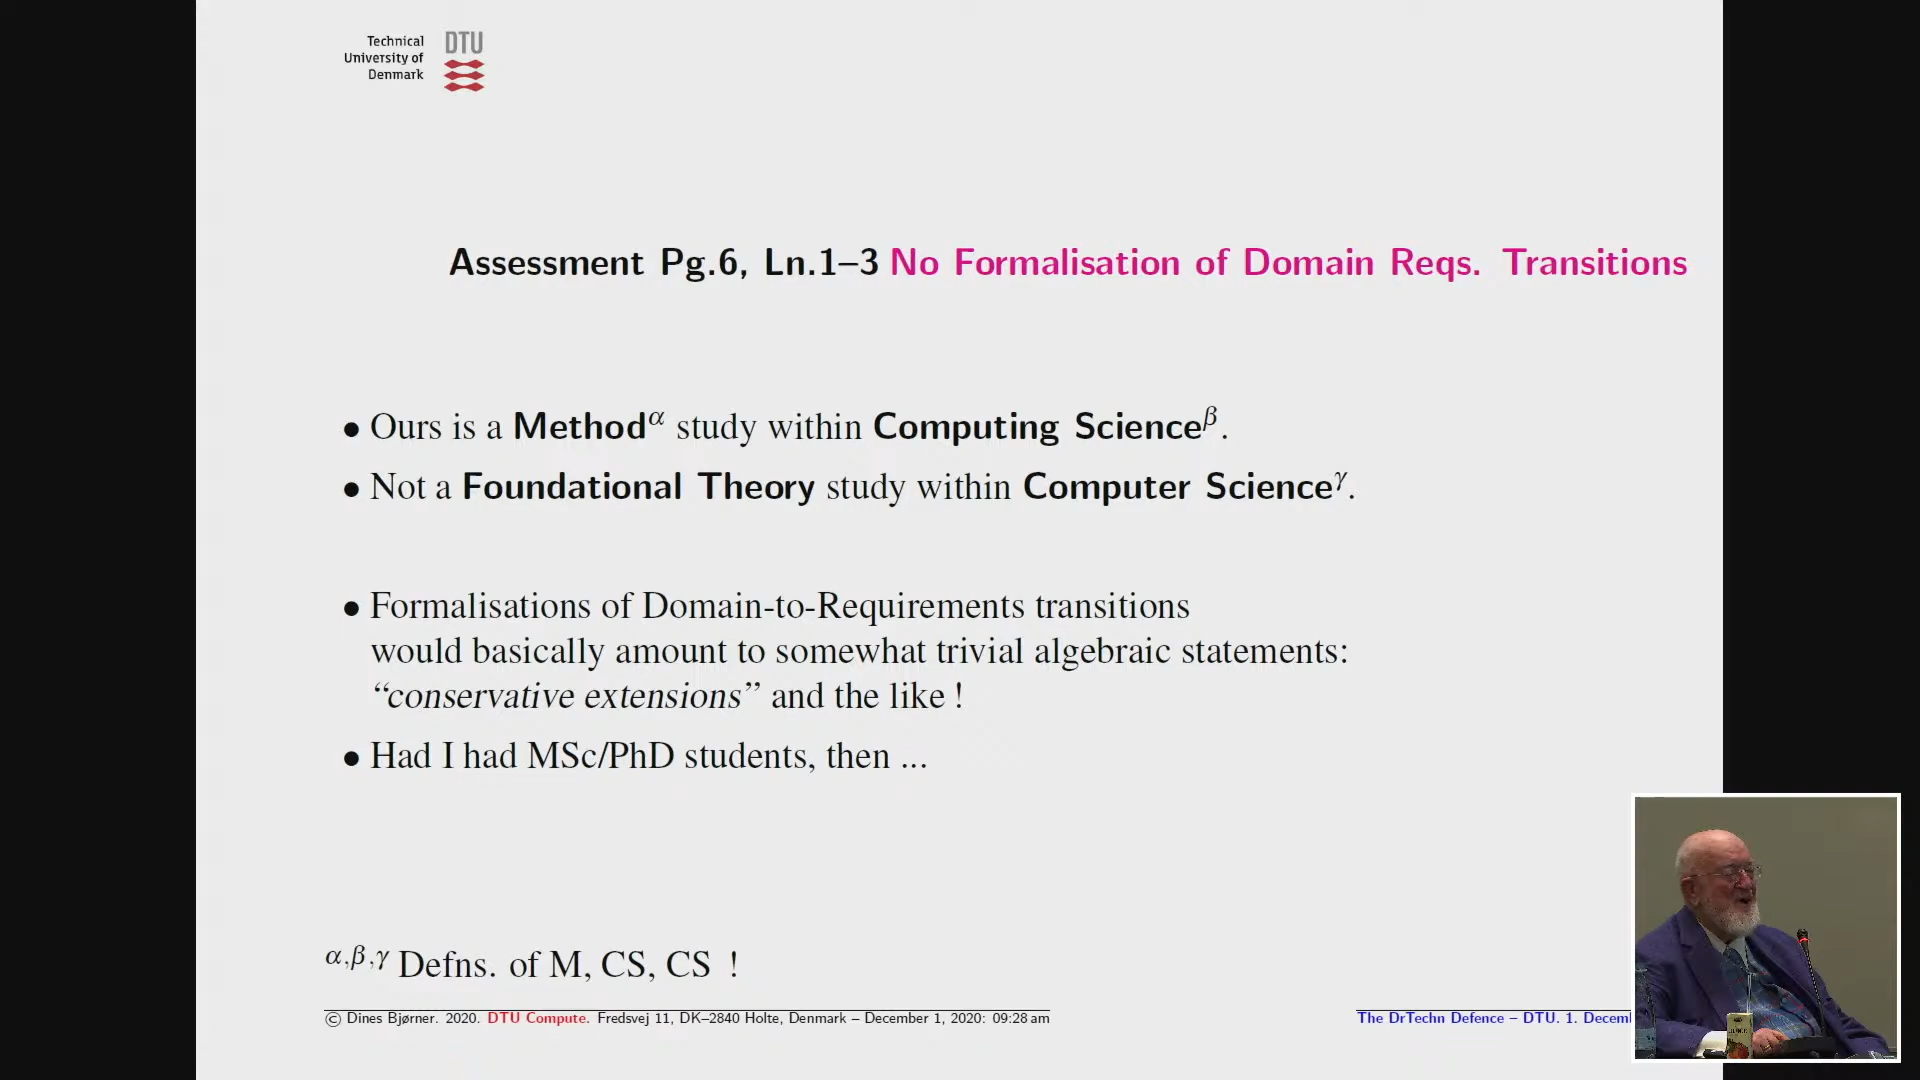 Technical
University of
Denmark
DTU
Assessment Pg.6, Ln.1–3 No Formalisation of Domain Reqs. Transitions
• Ours is a Method^α study within Computing Science^β.
• Not a Foundational Theory study within Computer Science^γ.
• Formalisations of Domain-to-Requirements transitions
would basically amount to somewhat trivial algebraic statements:
“conservative extensions” and the like !
• Had I had MSc/PhD students, then ...
α,β,γ Defns. of M, CS, CS !
© Dines Bjørner. 2020. DTU Compute. Fredsvej 11, DK–2840 Holte, Denmark – December 1, 2020: 09:28 am
The DrTechn Defence – DTU. 1.